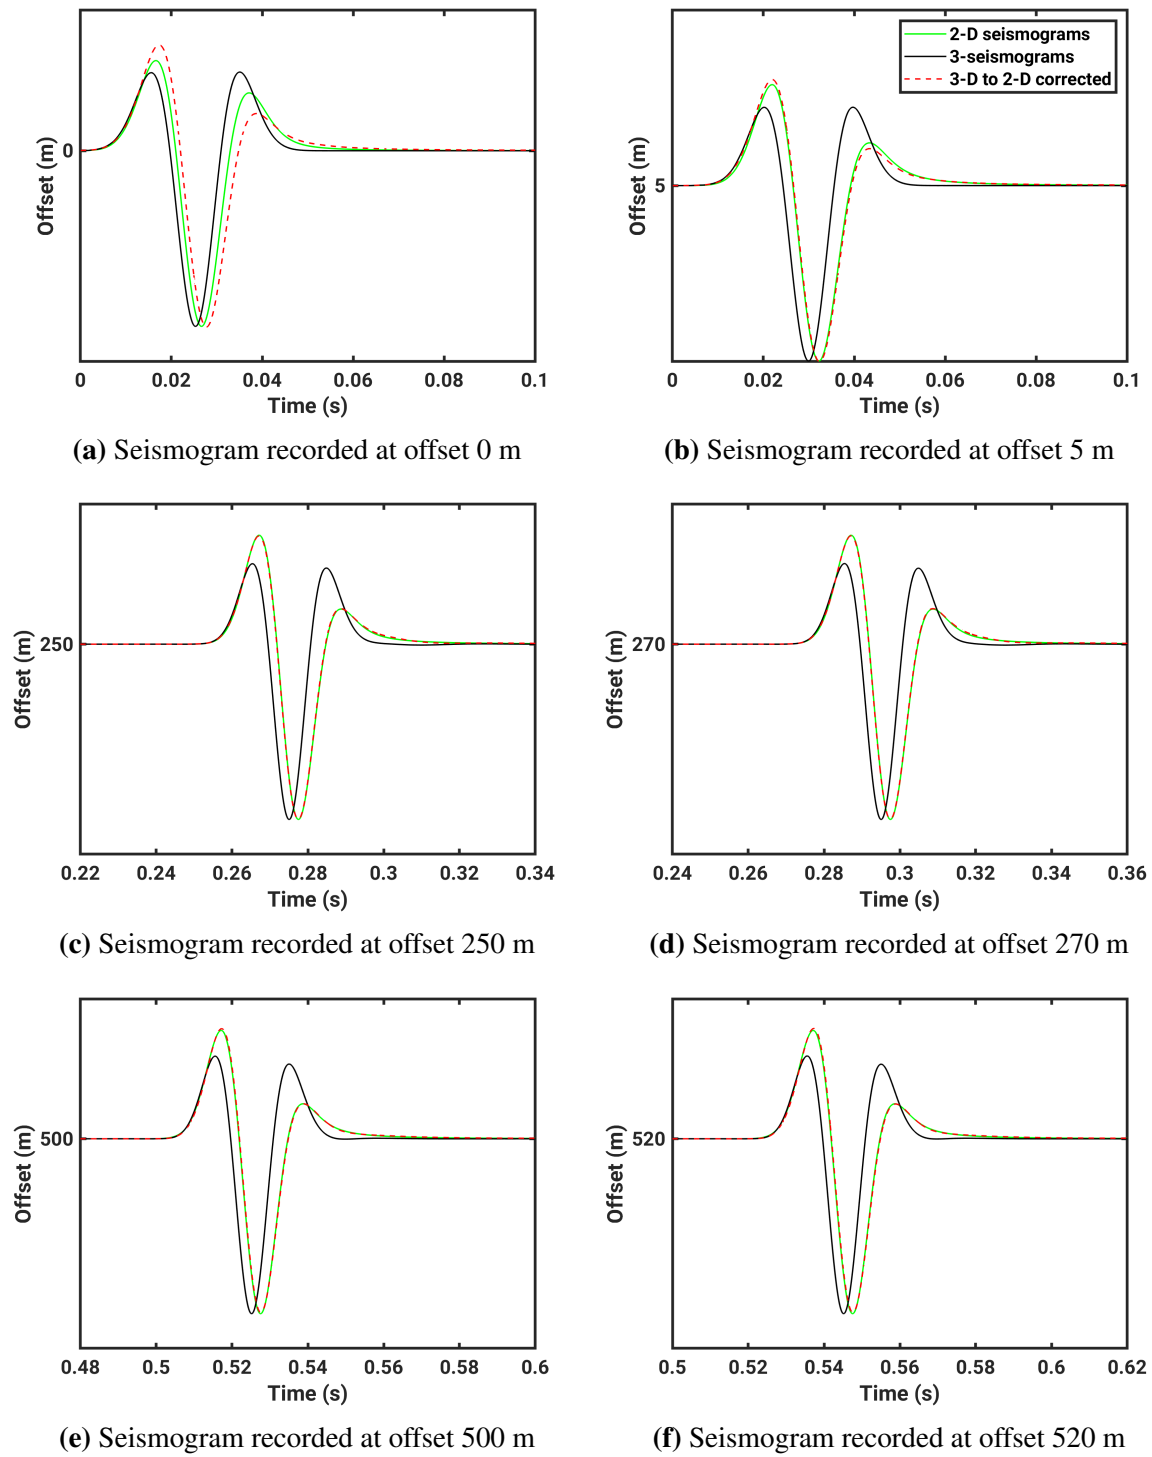 0
Offset (m)
0 0.02 0.04 0.06 0.08 0.1
Time (s)
(a) Seismogram recorded at offset 0 m
2-D seismograms
3-seismograms
3-D to 2-D corrected
5
Offset (m)
0 0.02 0.04 0.06 0.08 0.1
Time (s)
(b) Seismogram recorded at offset 5 m
250
Offset (m)
0.22 0.24 0.26 0.28 0.3 0.32 0.34
Time (s)
(c) Seismogram recorded at offset 250 m
270
Offset (m)
0.24 0.26 0.28 0.3 0.32 0.34 0.36
Time (s)
(d) Seismogram recorded at offset 270 m
500
Offset (m)
0.48 0.5 0.52 0.54 0.56 0.58 0.6
Time (s)
(e) Seismogram recorded at offset 500 m
520
Offset (m)
0.5 0.52 0.54 0.56 0.58 0.6 0.62
Time (s)
(f) Seismogram recorded at offset 520 m